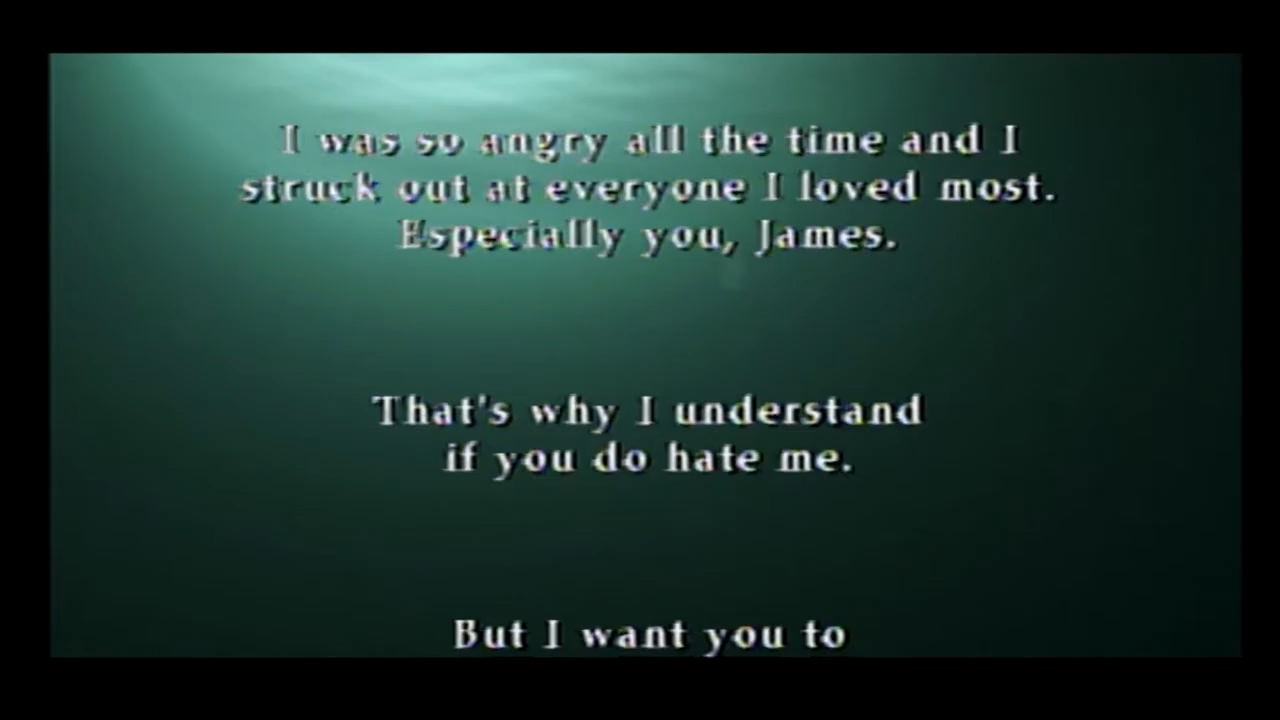 I was so angry all the time and I
struck out at everyone I loved most.
Especially you, James.
That's why I understand
if you do hate me.
But I want you to